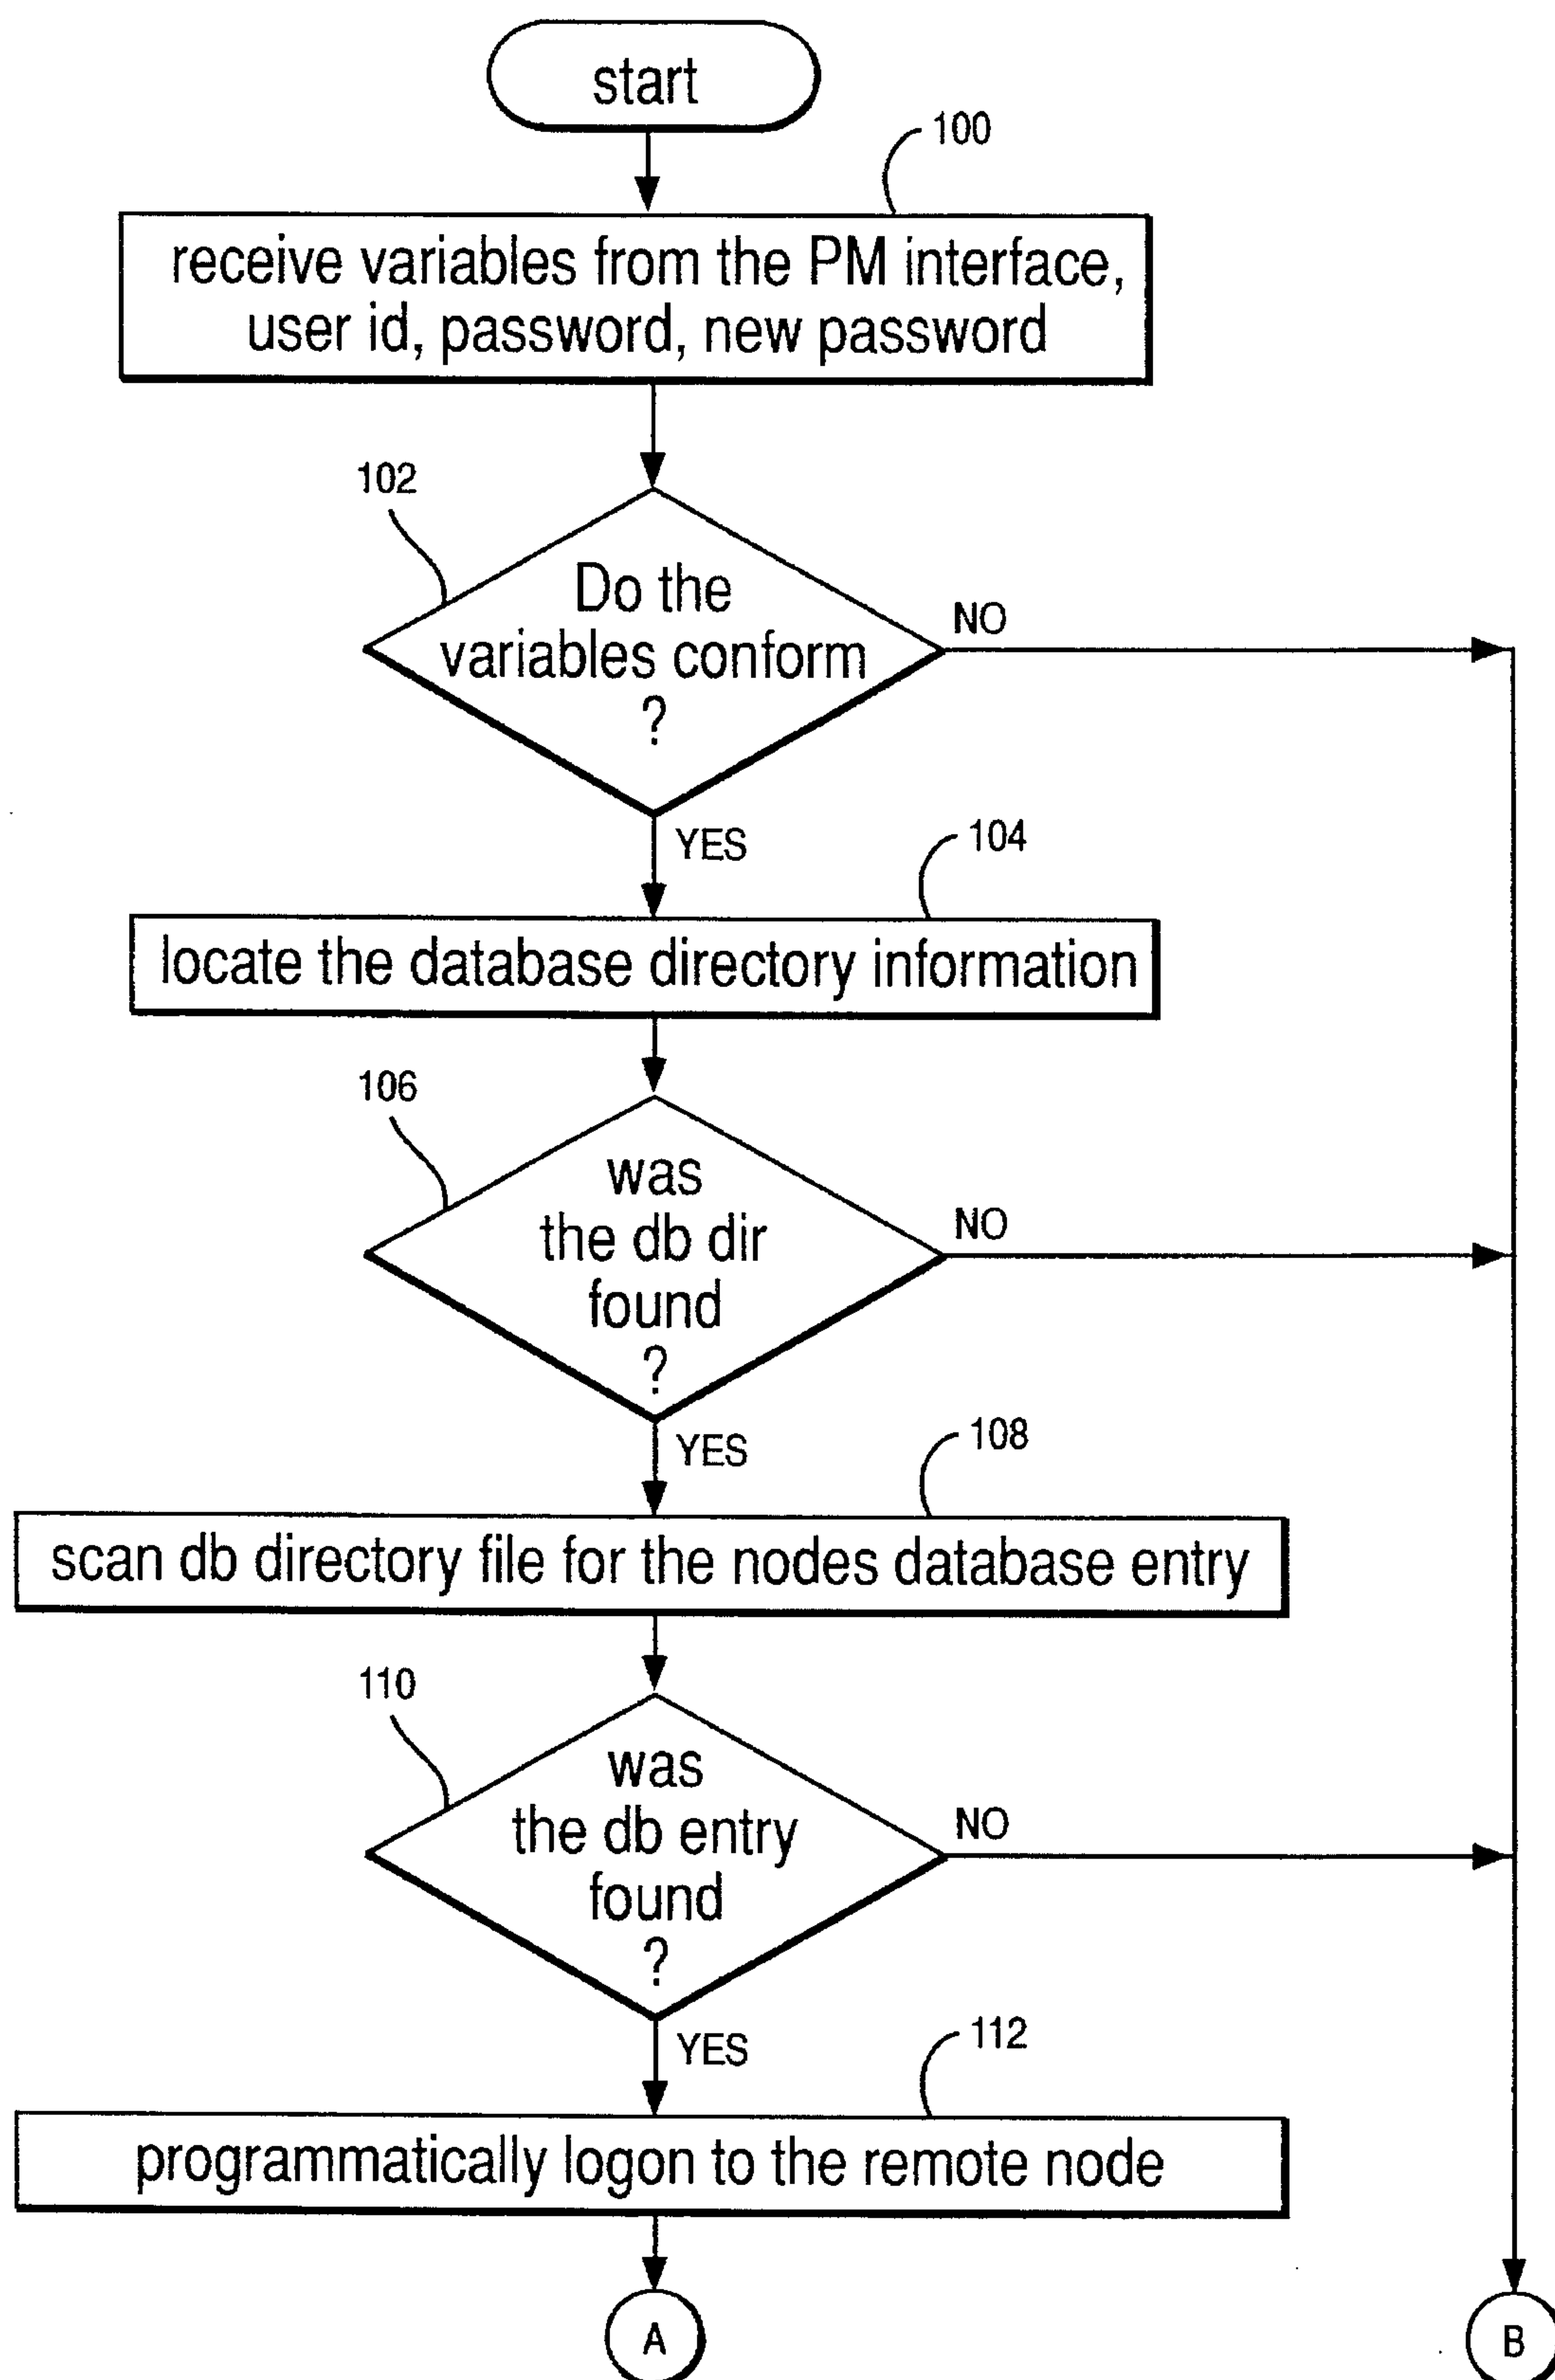 start
100
receive variables from the PM interface,
user id, password, new password
102
Do the
variables conform
?
NO
YES
104
locate the database directory information
106
was
the db dir
found
?
NO
YES
108
scan db directory file for the nodes database entry
110
was
the db entry
found
?
NO
YES
112
programmatically logon to the remote node
A
B